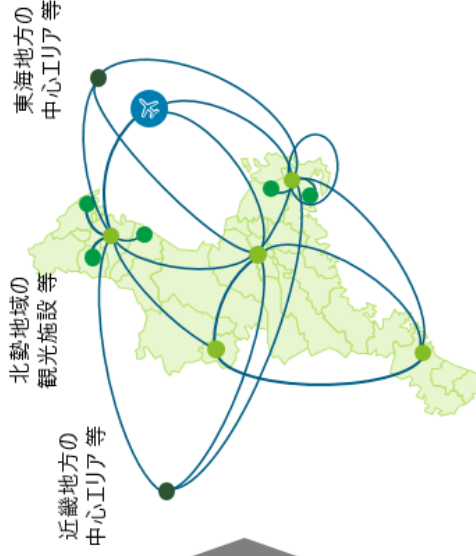 東海地方の
中心エリア 等
北勢地域の
観光施設 等
近畿地方の
中心エリア 等